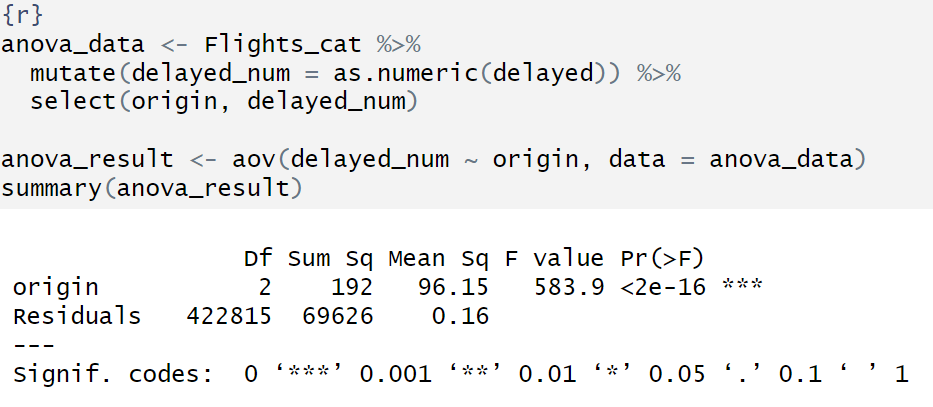 {r}
anova_data <- Flights_cat %>%
  mutate(delayed_num = as.numeric(delayed)) %>%
  select(origin, delayed_num)

anova_result <- aov(delayed_num ~ origin, data = anova_data)
summary(anova_result)

                Df Sum Sq Mean Sq F value Pr(>F)
origin           2    192   96.15   583.9 <2e-16 ***
Residuals   422815  69626    0.16
---
Signif. codes:  0 ‘***’ 0.001 ‘**’ 0.01 ‘*’ 0.05 ‘.’ 0.1 ‘ ’ 1